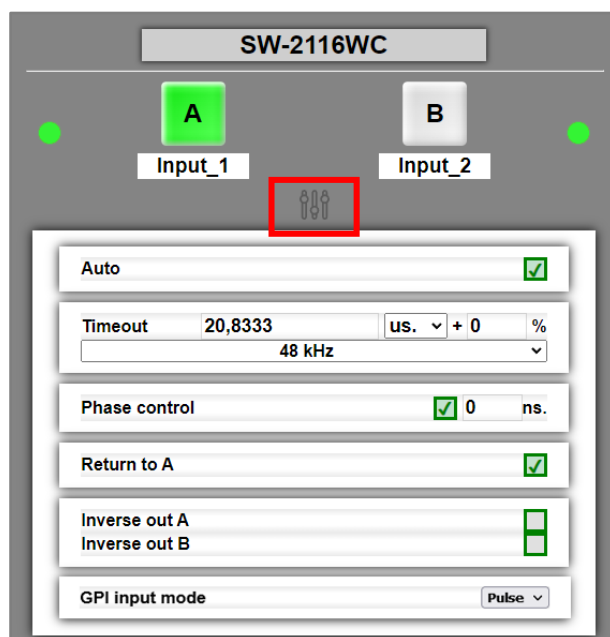 SW-2116WC
A B
Input_1 Input_2
Auto
Timeout 20,8333 us. + 0 %
48 kHz
Phase control 0 ns.
Return to A
Inverse out A
Inverse out B
GPI input mode Pulse